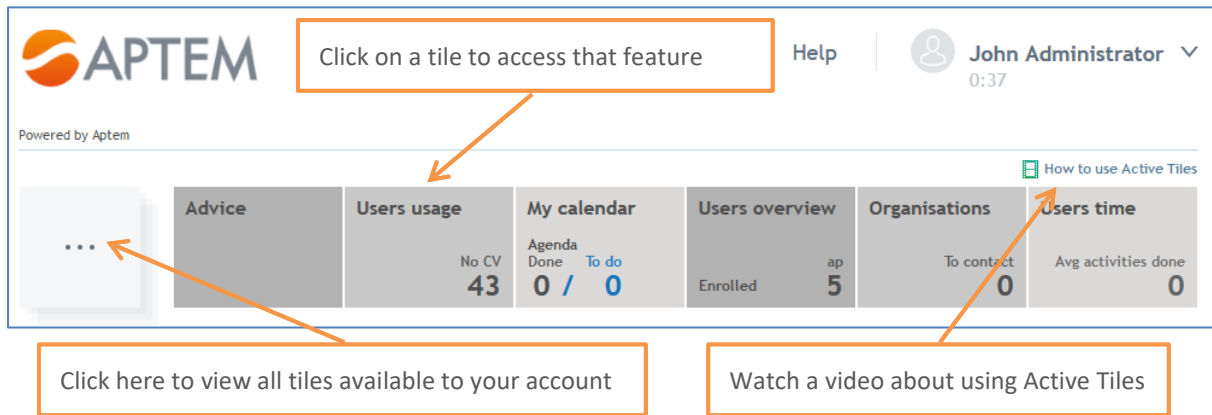 APTEM
Click on a tile to access that feature
Help
John Administrator
0:37
Powered by Aptem
How to use Active Tiles
...
Advice
Users usage
No CV
43
My calendar
Agenda
Done To do
0 / 0
Users overview
ap
Enrolled 5
Organisations
To contact
0
Users time
Avg activities done
0
Click here to view all tiles available to your account
Watch a video about using Active Tiles